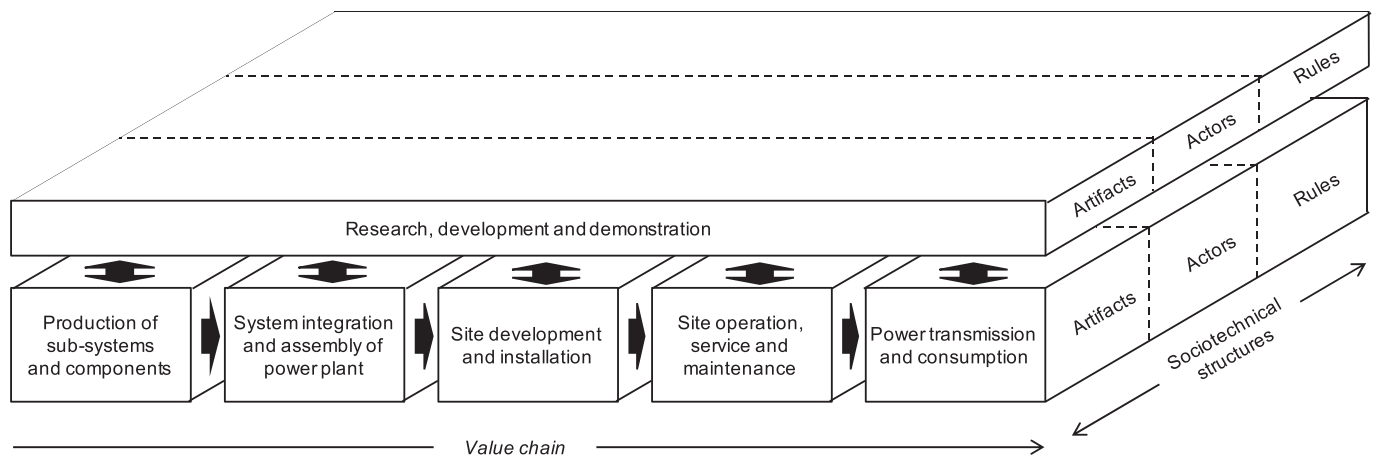 Rules
Actors
Artifacts
Research, development and demonstration
Rules
Actors
Artifacts
Production of
sub-systems
and components
System integration
and assembly of
power plant
Site development
and installation
Site operation,
service and
maintenance
Power transmission
and consumption
Sociotechnical
structures
Value chain